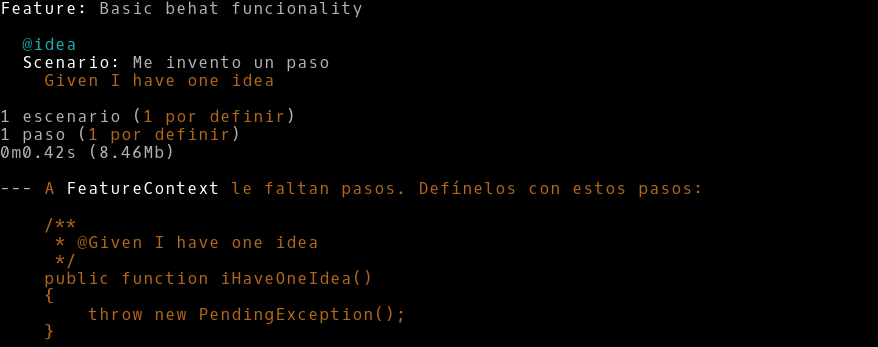 Feature: Basic behat funcionality
@idea
Scenario: Me invento un paso
Given I have one idea
1 escenario (1 por definir)
1 paso (1 por definir)
0m0.42s (8.46Mb)
--- A FeatureContext le faltan pasos. Defínelos con estos pasos:
/**
* @Given I have one idea
*/
public function iHaveOneIdea()
{
throw new PendingException();
}